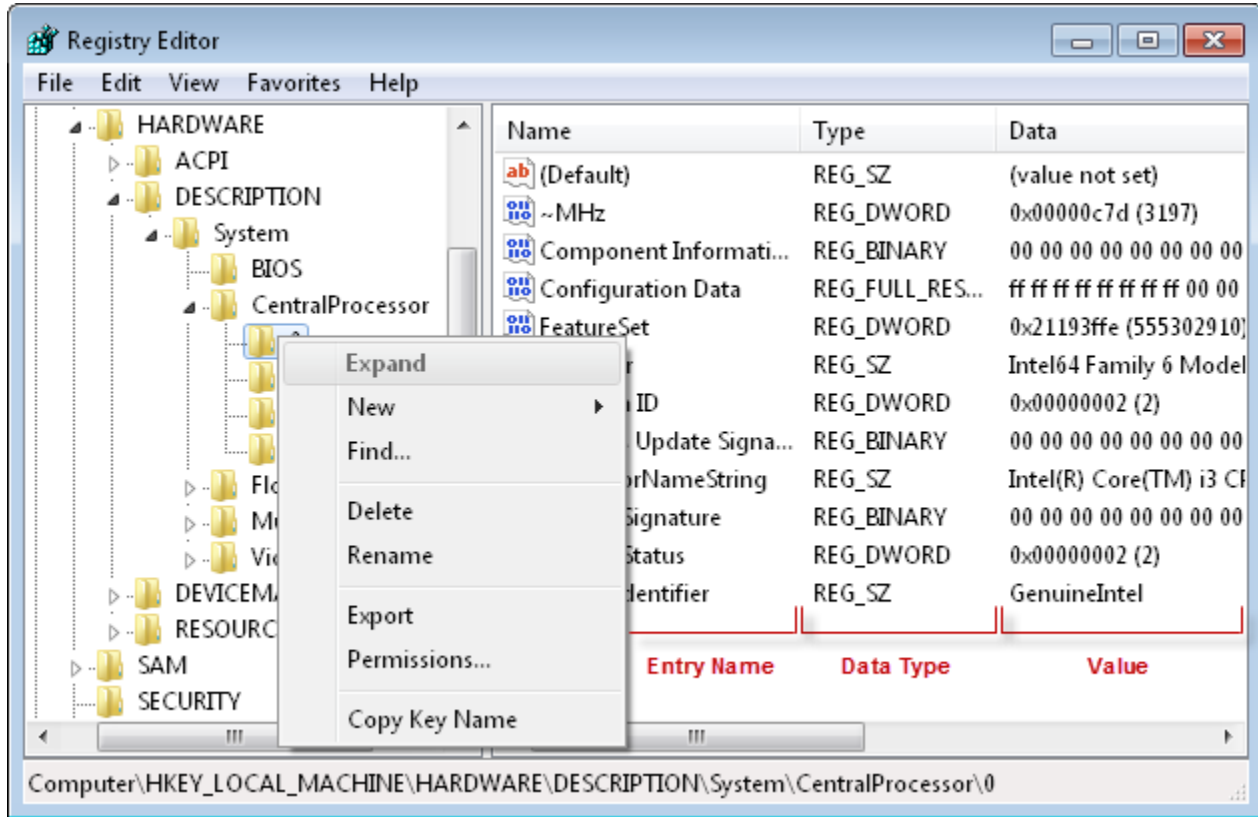 Registry Editor
File Edit View Favorites Help
HARDWARE
ACPI
DESCRIPTION
System
BIOS
CentralProcessor
DEVICEM
RESOURC
SAM
SECURITY
Expand
New
Find...
Delete
Rename
Export
Permissions...
Copy Key Name
Name Type Data
(Default) REG_SZ (value not set)
~MHz REG_DWORD 0x00000c7d (3197)
Component Informati... REG_BINARY 00 00 00 00 00 00 00 00
Configuration Data REG_FULL_RES... ff ff ff ff ff ff ff ff 00 00
FeatureSet REG_DWORD 0x21193ffe (555302910)
r REG_SZ Intel64 Family 6 Model
ID REG_DWORD 0x00000002 (2)
Update Signa... REG_BINARY 00 00 00 00 00 00 00 00
rNameString REG_SZ Intel(R) Core(TM) i3 CP
Signature REG_BINARY 00 00 00 00 00 00 00 00
Status REG_DWORD 0x00000002 (2)
dentifier REG_SZ GenuineIntel
Entry Name Data Type Value
Computer\HKEY_LOCAL_MACHINE\HARDWARE\DESCRIPTION\System\CentralProcessor\0